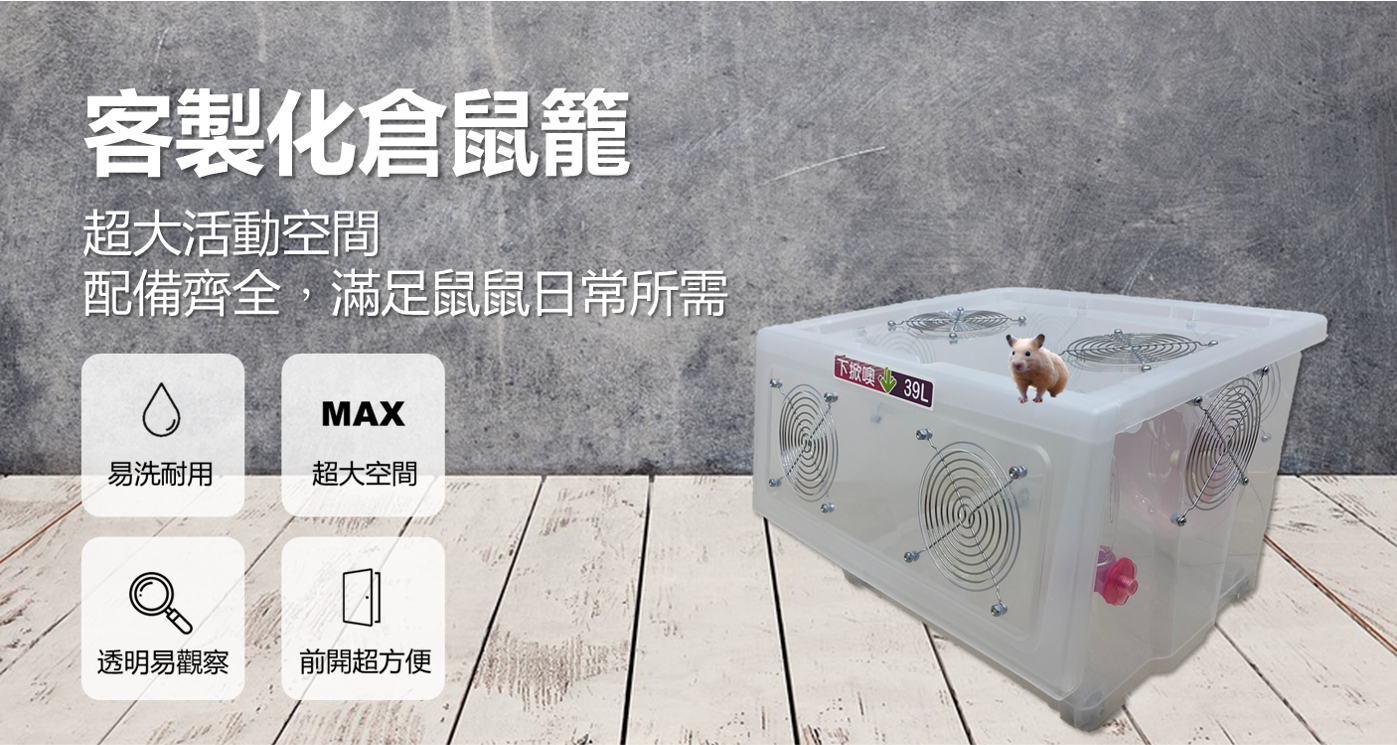 客製化倉鼠籠
超大活動空間
配備齊全，滿足鼠鼠日常所需
易洗耐用
MAX
超大空間
透明易觀察
前開超方便
下掀噢 39L